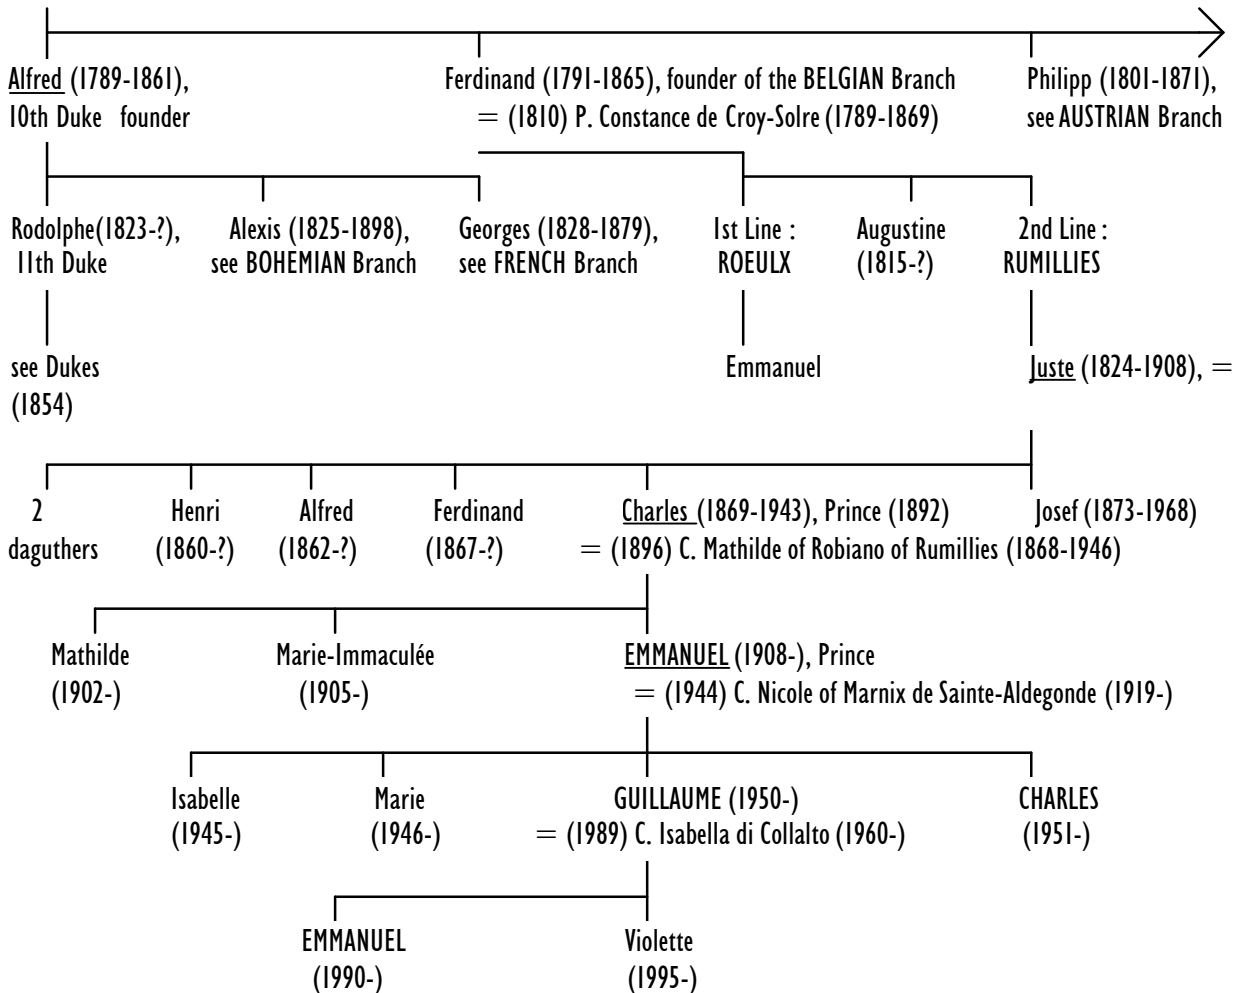 Alfred (1789-1861),
10th Duke founder
Ferdinand (1791-1865), founder of the BELGIAN Branch
= (1810) P. Constance de Croy-Solre (1789-1869)
Philipp (1801-1871),
see AUSTRIAN Branch
Rodolphe(1823-?),
11th Duke
Alexis (1825-1898),
see BOHEMIAN Branch
Georges (1828-1879),
see FRENCH Branch
1st Line :
ROEULX
Augustine
(1815-?)
2nd Line :
RUMILLIES
see Dukes
(1854)
Emmanuel
Juste (1824-1908), =
2
daguthers
Henri
(1860-?)
Alfred
(1862-?)
Ferdinand
(1867-?)
Charles (1869-1943), Prince (1892)
= (1896) C. Mathilde of Robiano of Rumillies (1868-1946)
Josef (1873-1968)
Mathilde
(1902-)
Marie-Immaculée
(1905-)
EMMANUEL (1908-), Prince
= (1944) C. Nicole of Marnix de Sainte-Aldegonde (1919-)
Isabelle
(1945-)
Marie
(1946-)
GUILLAUME (1950-)
= (1989) C. Isabella di Collalto (1960-)
CHARLES
(1951-)
EMMANUEL
(1990-)
Violette
(1995-)